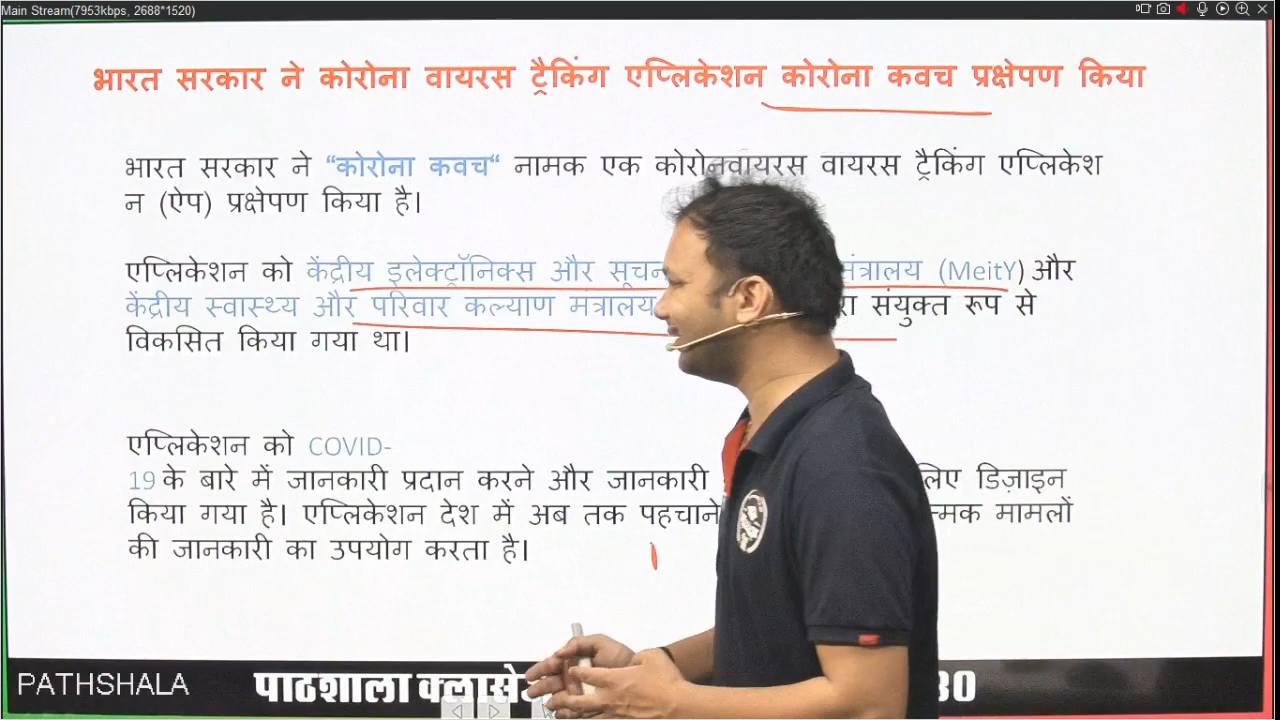 Main Stream(7953kbps, 2688*1520)
भारत सरकार ने कोरोना वायरस ट्रैकिंग एप्लिकेशन कोरोना कवच प्रक्षेपण किया
भारत सरकार ने “कोरोना कवच“ नामक एक कोरोनवायरस वायरस ट्रैकिंग एप्लिकेश
न (ऐप) प्रक्षेपण किया है।
एप्लिकेशन को केंद्रीय इलेक्ट्रॉनिक्स और (MeitY) और
केंद्रीय स्वास्थ्य और परिवार कल्याण मंत्रालय संयुक्त रूप से
विकसित किया गया था।
एप्लिकेशन को COVID-
19 के बारे में जानकारी प्रदान करने और जानकारी लिए डिज़ाइन
किया गया है। एप्लिकेशन देश में अब तक पहचाने मामलों
की जानकारी का उपयोग करता है।
PATHSHALA पाठशाला